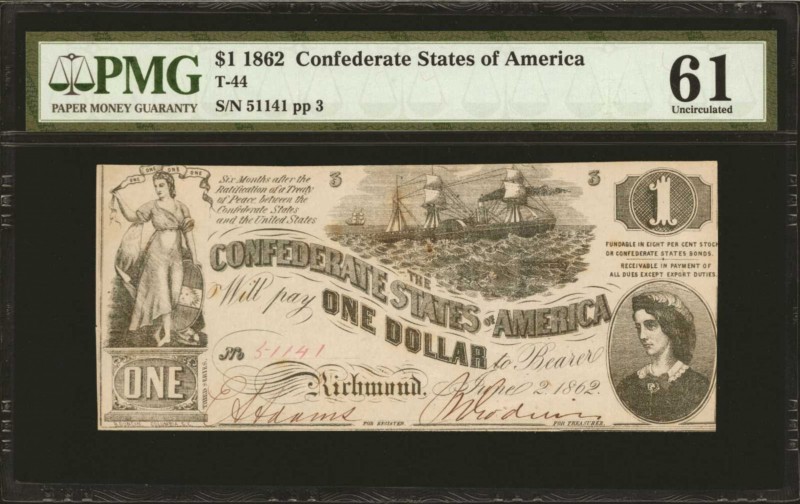 PMG
PAPER MONEY GUARANTY
$1 1862 Confederate States of America
T-44
S/N 51141 pp 3
61
Uncirculated
ONE ONE ONE ONE
Six Months after the
Ratification of a Treaty
of Peace, between the
Confederate States
and the United States
3
3
1
FUNDABLE IN EIGHT PER CENT STOCK
OR CONFEDERATE STATES BONDS.
RECEIVABLE IN PAYMENT OF
ALL DUES EXCEPT EXPORT DUTIES.
THE
CONFEDERATE STATES OF AMERICA
Will pay ONE DOLLAR to Bearer
No 51141
ONE
Richmond, June 2, 1862.
FOR REGISTER.
FOR TREASURER.